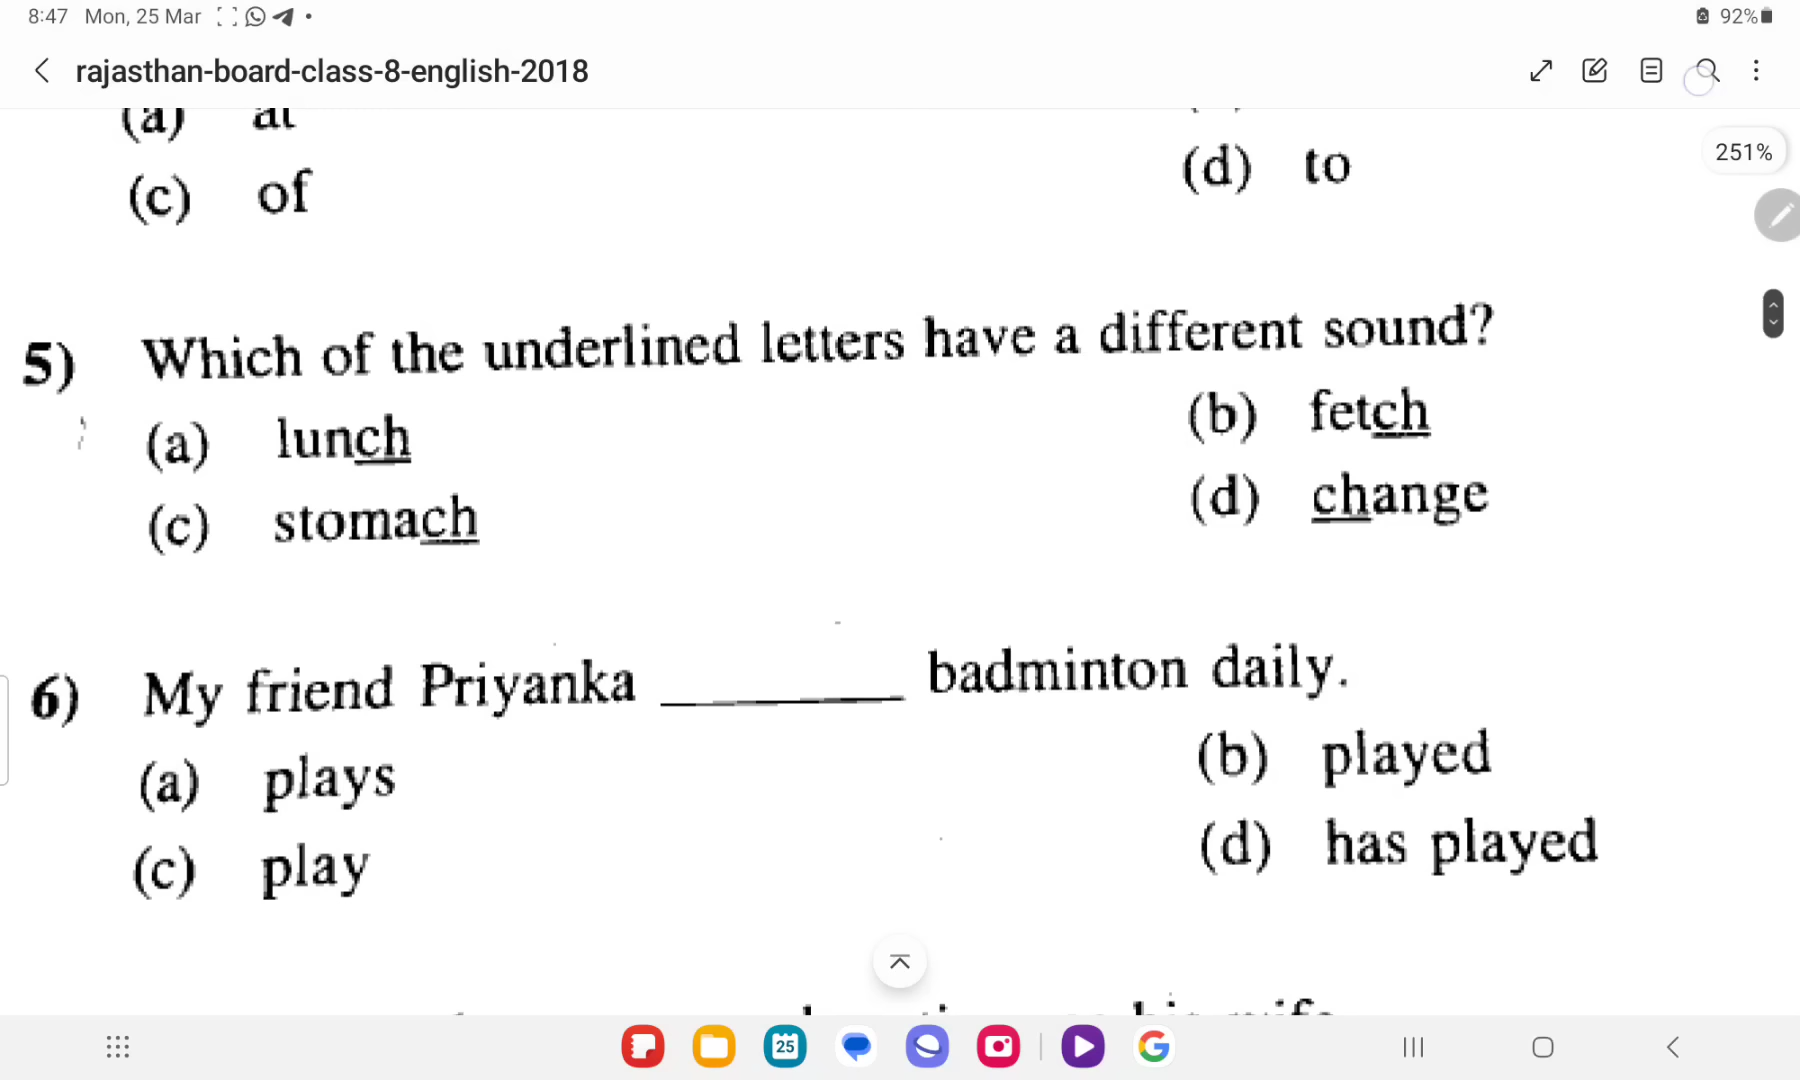 8:47 Mon, 25 Mar 92%
rajasthan-board-class-8-english-2018
251%
(a) at
(c) of (d) to
5) Which of the underlined letters have a different sound?
(a) lunch (b) fetch
(c) stomach (d) change
6) My friend Priyanka ________ badminton daily.
(a) plays (b) played
(c) play (d) has played
25